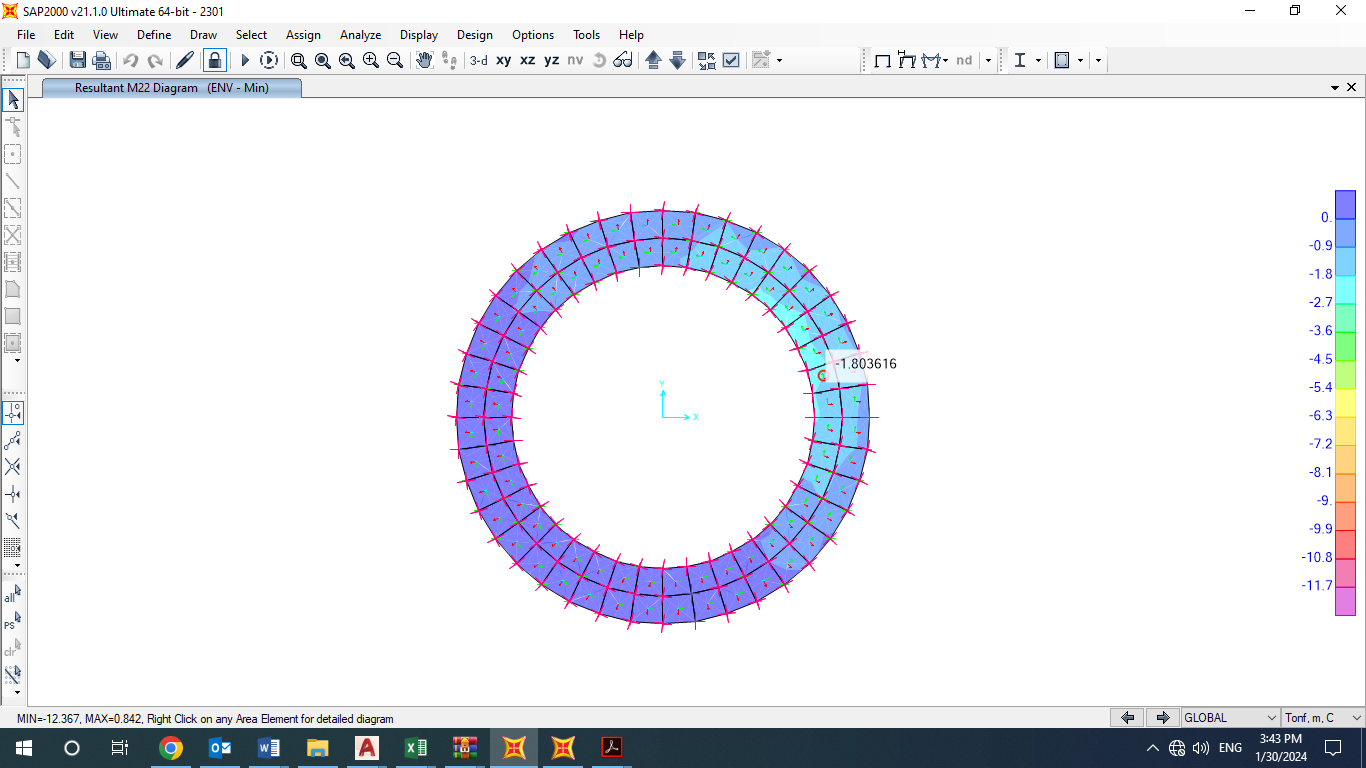 SAP2000 v21.1.0 Ultimate 64-bit - 2301
File Edit View Define Draw Select Assign Analyze Display Design Options Tools Help
3-d xy xz yz nv nd
Resultant M22 Diagram (ENV - Min)
0.
-0.9
-1.8
-2.7
-3.6
-4.5
-5.4
-6.3
-7.2
-8.1
-9.
-9.9
-10.8
-11.7
-1.803616
Y
X
all
PS
clr
MIN=-12.367, MAX=0.842, Right Click on any Area Element for detailed diagram
GLOBAL
Tonf, m, C
ENG
3:43 PM
1/30/2024